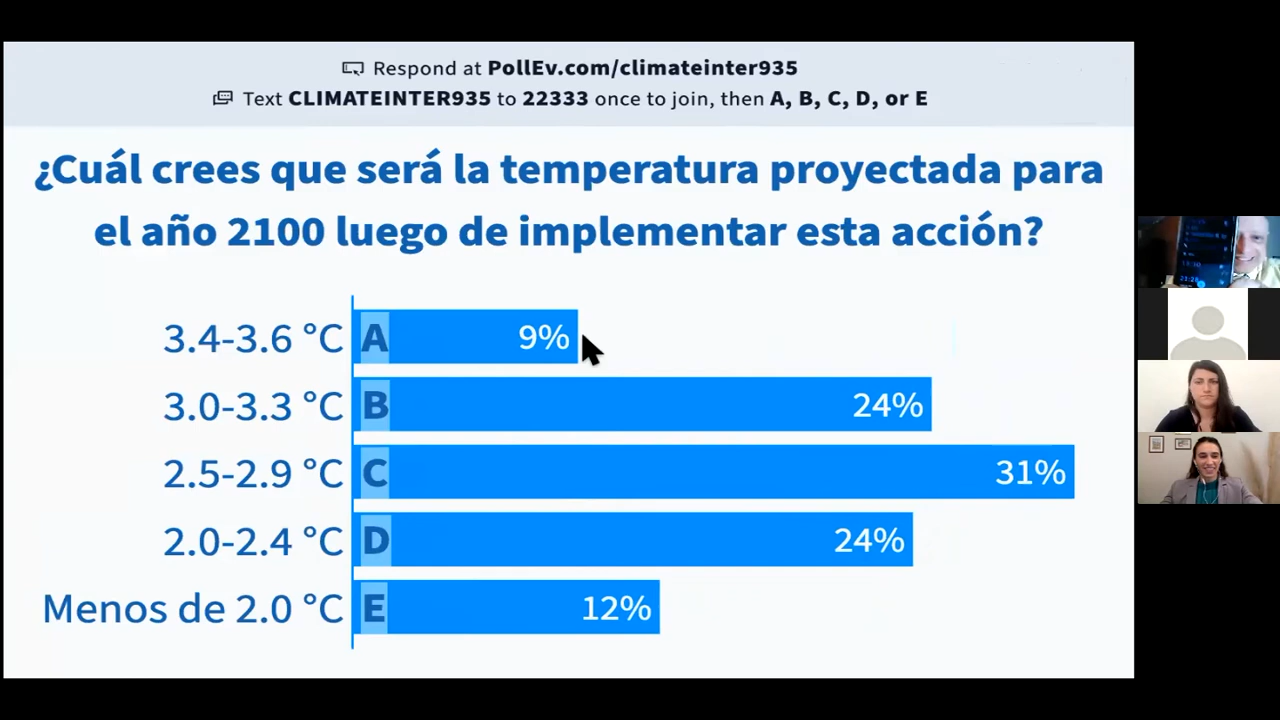 Respond at PollEv.com/climateinter935
Text CLIMATEINTER935 to 22333 once to join, then A, B, C, D, or E
¿Cuál crees que será la temperatura proyectada para
el año 2100 luego de implementar esta acción?
3.4-3.6 °C A 9%
3.0-3.3 °C B 24%
2.5-2.9 °C C 31%
2.0-2.4 °C D 24%
Menos de 2.0 °C E 12%